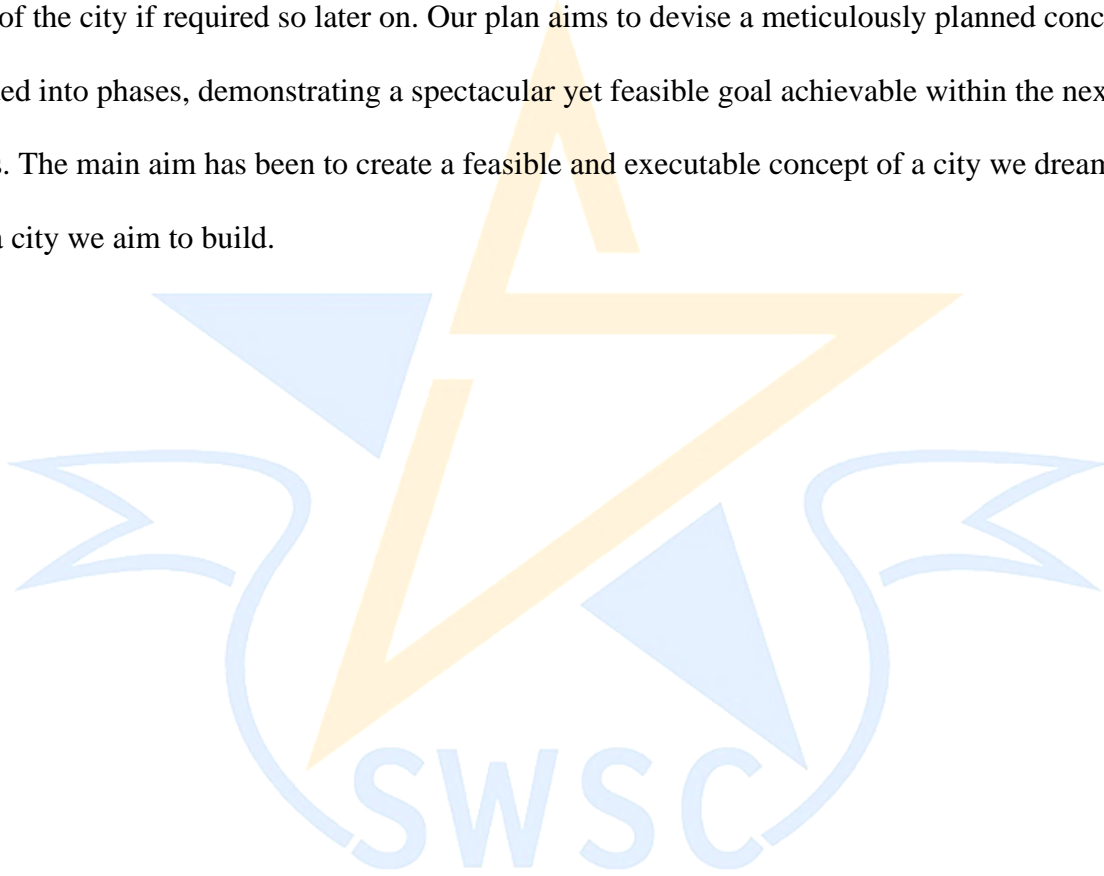 of the city if required so later on. Our plan aims to devise a meticulously planned conc
ed into phases, demonstrating a spectacular yet feasible goal achievable within the nex
s. The main aim has been to create a feasible and executable concept of a city we dream
a city we aim to build.
SWSC